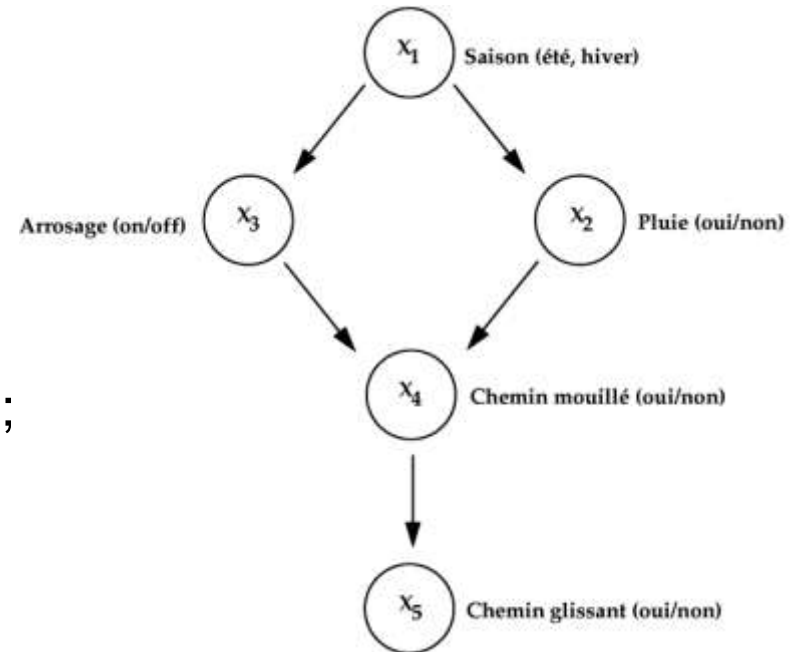 X₁ Saison (été, hiver)
Arrosage (on/off) X₃ X₂ Pluie (oui/non)
;
X₄ Chemin mouillé (oui/non)
X₅ Chemin glissant (oui/non)